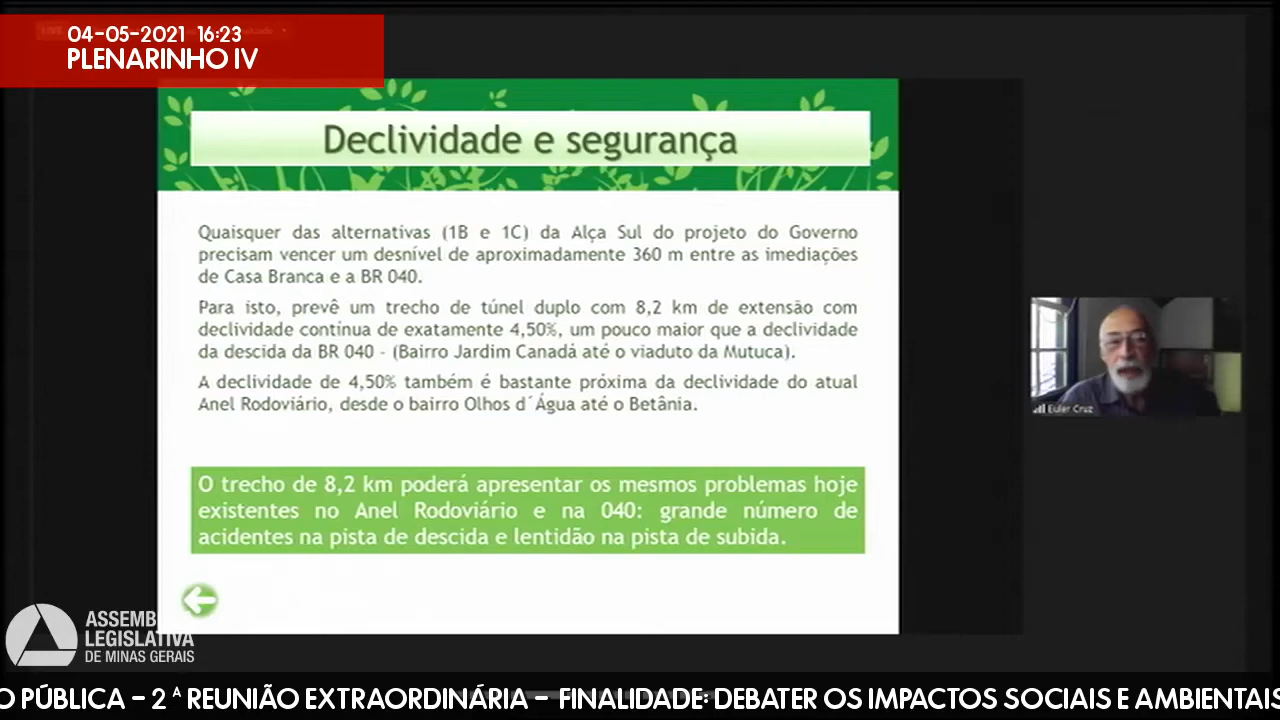 04-05-2021 16:23
PLENARINHO IV
Declividade e segurança
Quaisquer das alternativas (1B e 1C) da Alça Sul do projeto do Governo
precisam vencer um desnível de aproximadamente 360 m entre as imediações
de Casa Branca e a BR 040.
Para isto, prevê um trecho de túnel duplo com 8,2 km de extensão com
declividade contínua de exatamente 4,50%, um pouco maior que a declividade
da descida da BR 040 - (Bairro Jardim Canadá até o viaduto da Mutuca).
A declividade de 4,50% também é bastante próxima da declividade do atual
Anel Rodoviário, desde o bairro Olhos d´Água até o Betânia.
O trecho de 8,2 km poderá apresentar os mesmos problemas hoje
existentes no Anel Rodoviário e na 040: grande número de
acidentes na pista de descida e lentidão na pista de subida.
Euler Cruz
ASSEMB
LEGISLATIVA
DE MINAS GERAIS
O PÚBLICA - 2ª REUNIÃO EXTRAORDINÁRIA - FINALIDADE: DEBATER OS IMPACTOS SOCIAIS E AMBIENTAIS